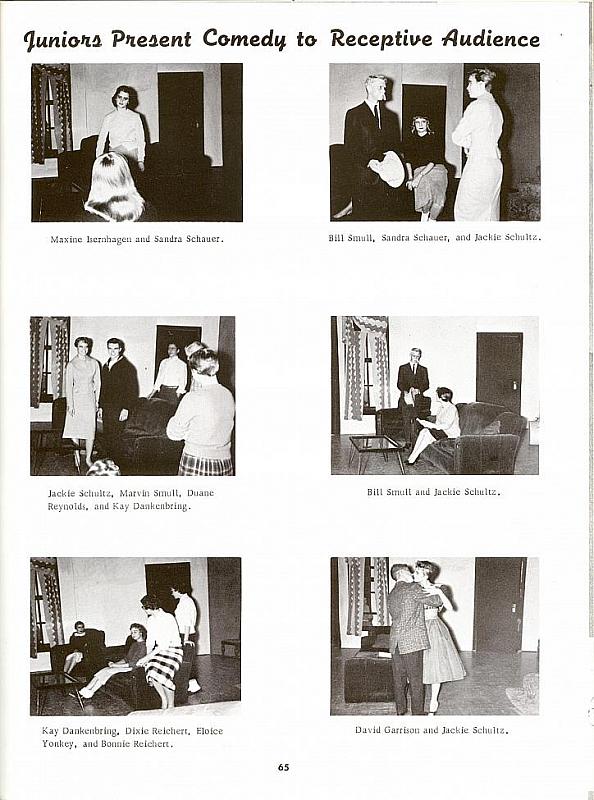 Juniors Present Comedy to Receptive Audience
Maxine Isernhagen and Sandra Schauer.
Bill Smull, Sandra Schauer, and Jackie Schultz.
Jackie Schultz, Marvin Smull, Duane
Reynolds, and Kay Dankenbring.
Bill Smull and Jackie Schultz.
Kay Dankenbring, Dixie Reichert, Eloice
Yonkey, and Bonnie Reichert.
David Garrison and Jackie Schultz.
65